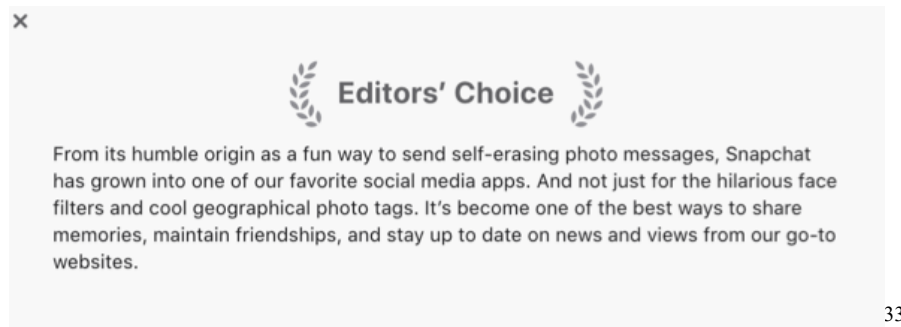 ×
Editors’ Choice
From its humble origin as a fun way to send self-erasing photo messages, Snapchat
has grown into one of our favorite social media apps. And not just for the hilarious face
filters and cool geographical photo tags. It’s become one of the best ways to share
memories, maintain friendships, and stay up to date on news and views from our go-to
websites.
33